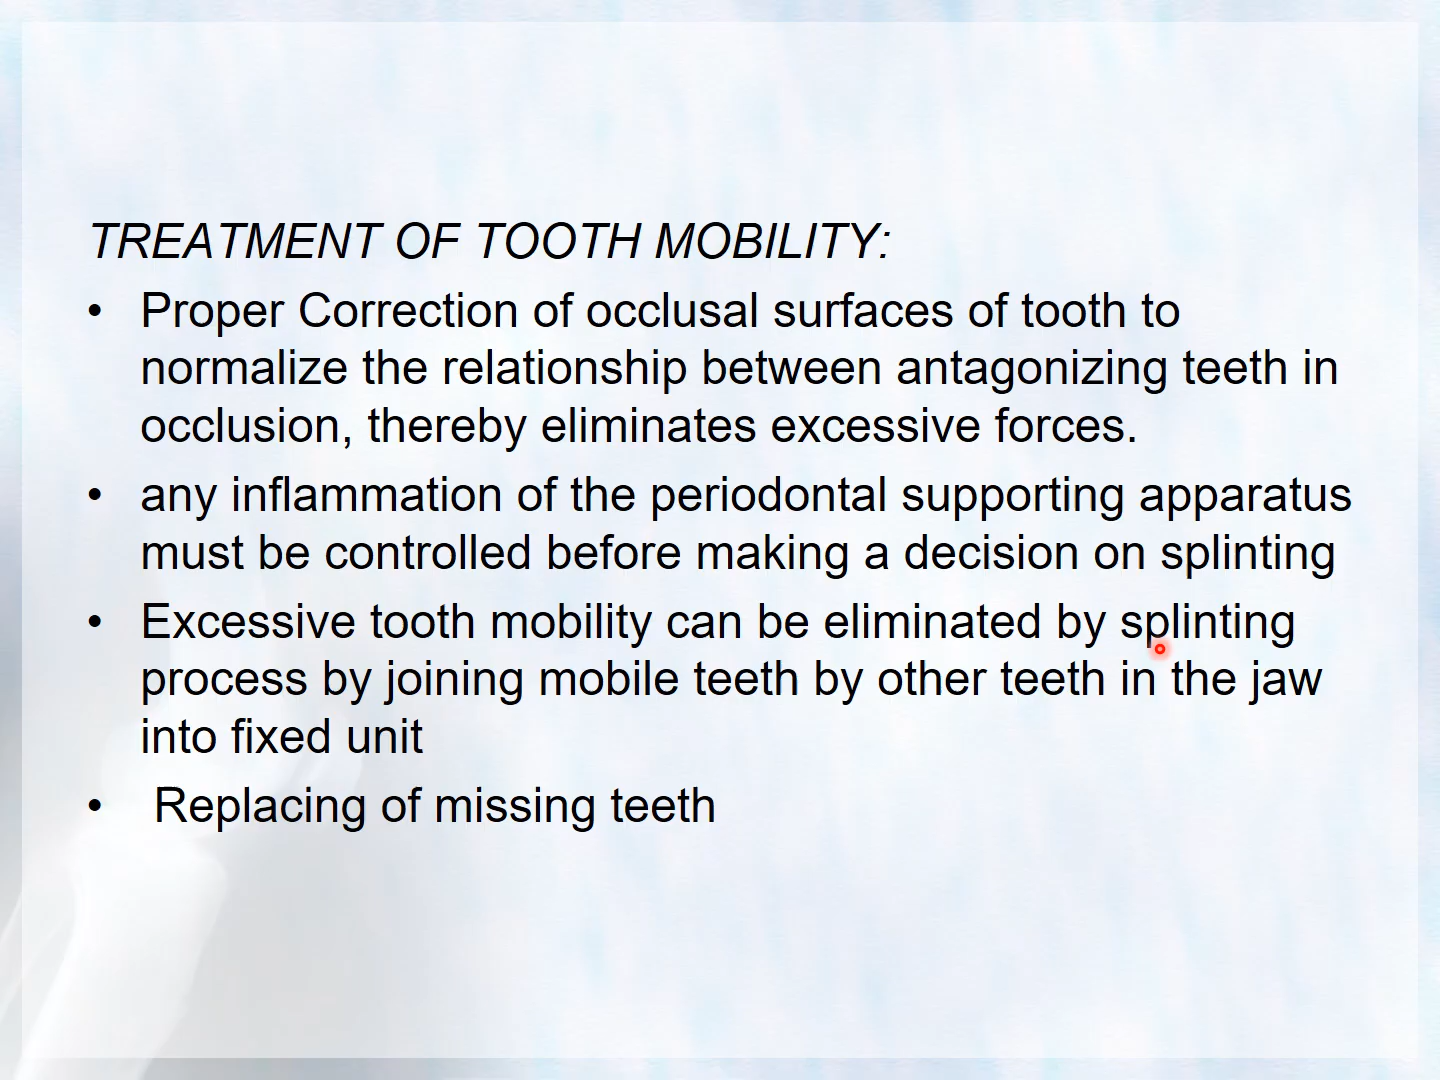 TREATMENT OF TOOTH MOBILITY:
• Proper Correction of occlusal surfaces of tooth to
normalize the relationship between antagonizing teeth in
occlusion, thereby eliminates excessive forces.
• any inflammation of the periodontal supporting apparatus
must be controlled before making a decision on splinting
• Excessive tooth mobility can be eliminated by splinting
process by joining mobile teeth by other teeth in the jaw
into fixed unit
• Replacing of missing teeth